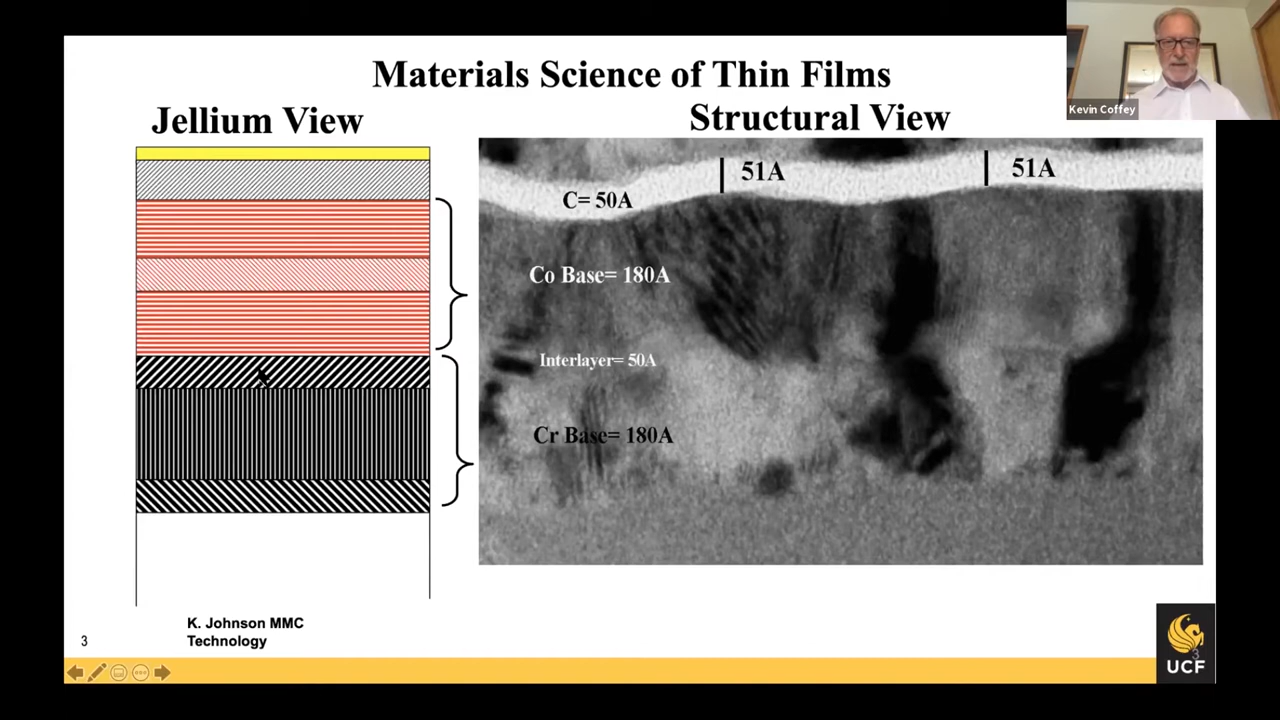 Materials Science of Thin Films
Jellium View
Structural View
Kevin Coffey
51A
51A
C= 50A
Co Base= 180A
Interlayer= 50A
Cr Base= 180A
K. Johnson MMC
Technology
3
3
UCF